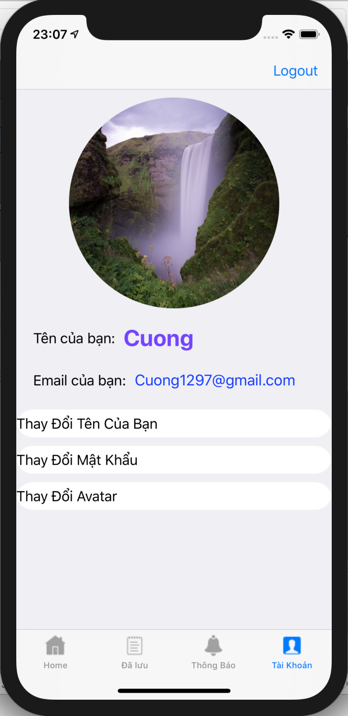 23:07
Logout
Tên của bạn: Cuong
Email của bạn: Cuong1297@gmail.com
Thay Đổi Tên Của Bạn
Thay Đổi Mật Khẩu
Thay Đổi Avatar
Home Đã lưu Thông Báo Tài Khoản